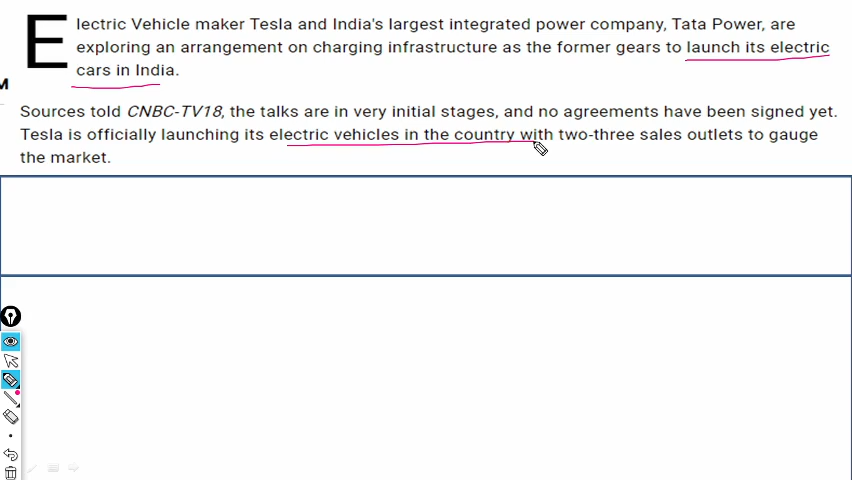 Electric Vehicle maker Tesla and India's largest integrated power company, Tata Power, are
exploring an arrangement on charging infrastructure as the former gears to launch its electric
cars in India.
M
Sources told CNBC-TV18, the talks are in very initial stages, and no agreements have been signed yet.
Tesla is officially launching its electric vehicles in the country with two-three sales outlets to gauge
the market.